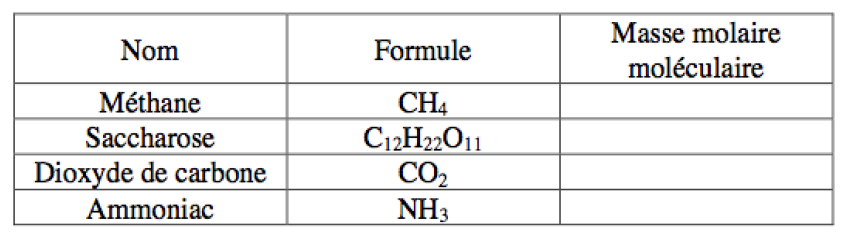 Nom Formule Masse molaire
moléculaire
Méthane CH₄
Saccharose C₁₂H₂₂O₁₁
Dioxyde de carbone CO₂
Ammoniac NH₃